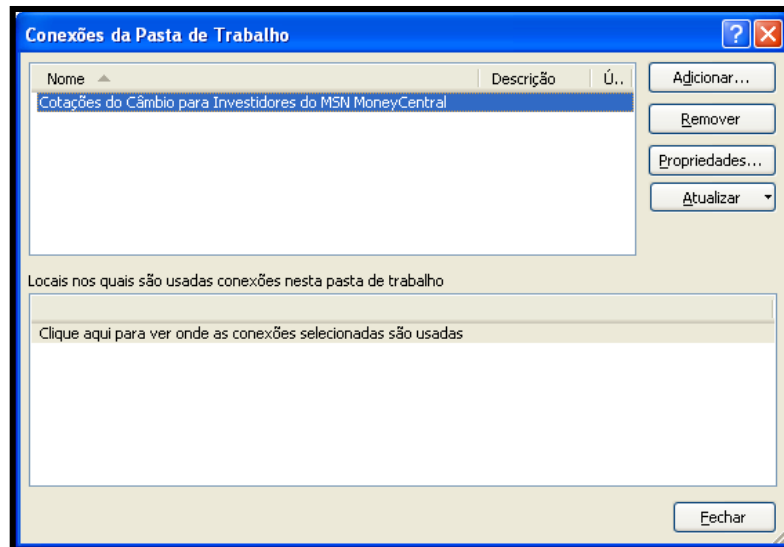 Conexões da Pasta de Trabalho
Nome Descrição Ú..
Cotações do Câmbio para Investidores do MSN MoneyCentral
Adicionar...
Remover
Propriedades...
Atualizar
Locais nos quais são usadas conexões nesta pasta de trabalho
Clique aqui para ver onde as conexões selecionadas são usadas
Fechar